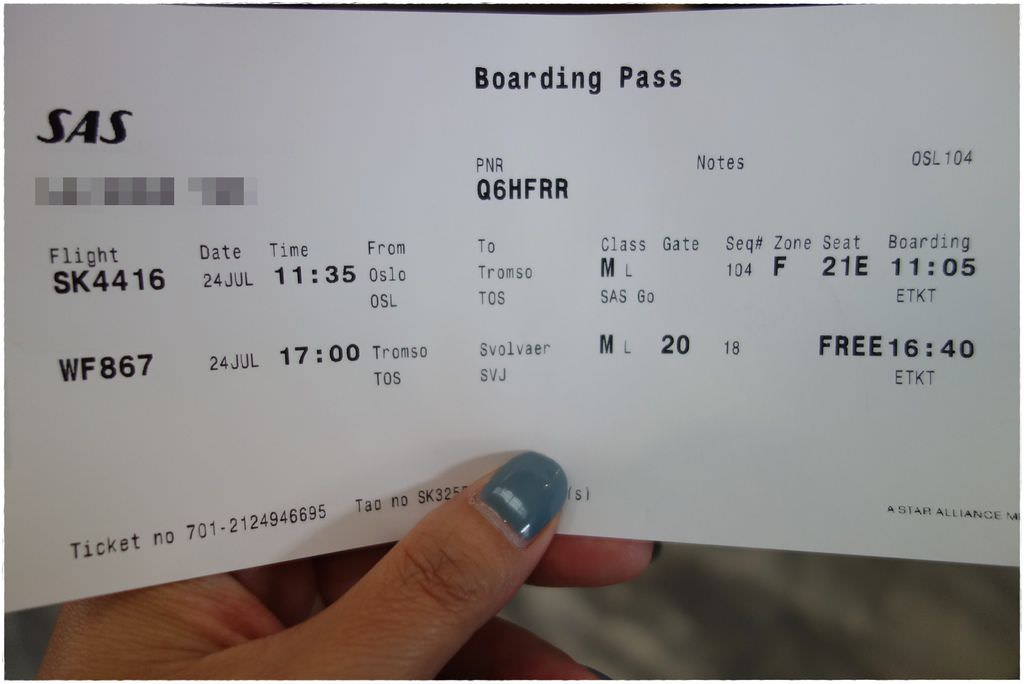 Boarding Pass
SAS
PNR Notes OSL104
Q6HFRR
Flight Date Time From To Class Gate Seq# Zone Seat Boarding
SK4416 24JUL 11:35 Oslo Tromso M L 104 F 21E 11:05
OSL TOS SAS Go ETKT
WF867 24JUL 17:00 Tromso Svolvaer M L 20 18 FREE 16:40
TOS SVJ ETKT
Ticket no 701-2124946695 Tag no (s)
A STAR ALLIANCE